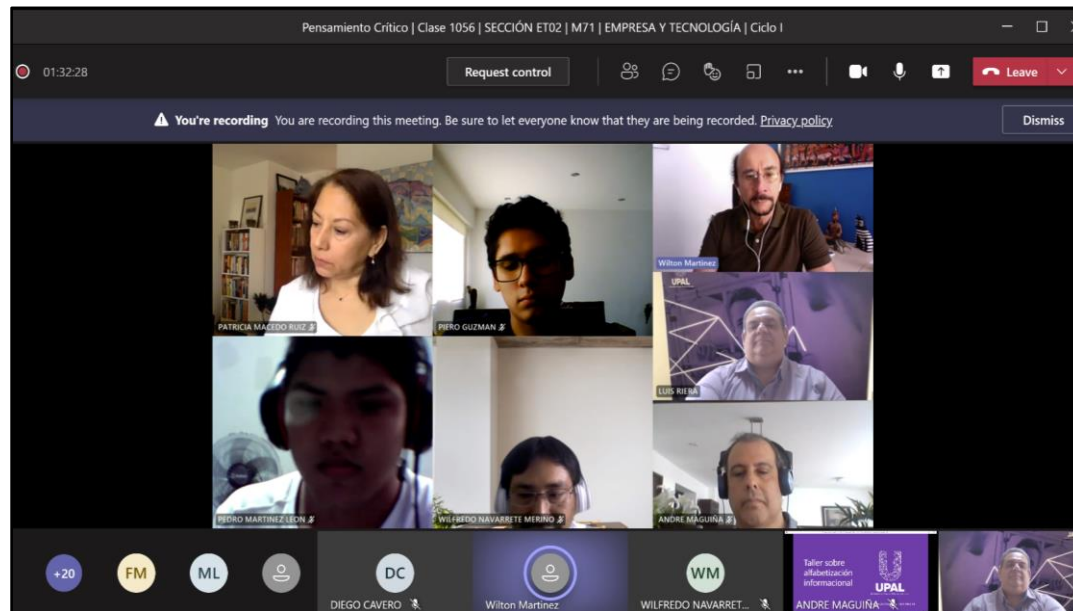 Pensamiento Crítico | Clase 1056 | SECCIÓN ET02 | M71 | EMPRESA Y TECNOLOGÍA | Ciclo I
01:32:28
Request control
Leave
You're recording You are recording this meeting. Be sure to let everyone know that they are being recorded. Privacy policy
Dismiss
PATRICIA MACEDO RUIZ
PIERO GUZMAN
Wilton Martinez
UPAL
LUIS RIERA
PEDRO MARTINEZ LEON
WILFREDO NAVARRETE MERINO
ANDRE MAGUIÑA
+20
FM
ML
DC
DIEGO CAVERO
Wilton Martinez
WM
WILFREDO NAVARRET...
Taller sobre
alfabetización
informacional
UPAL
ANDRE MAGUIÑA